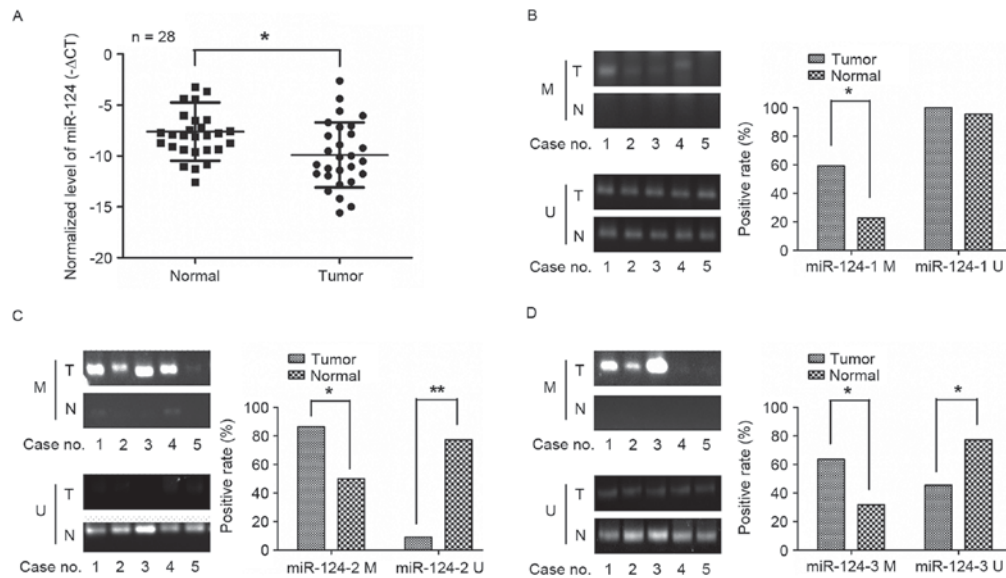 A
n = 28
*
Normalized level of miR-124 (-ΔCT)
0
-5
-10
-15
-20
Normal Tumor
B
M
T
N
Case no. 1 2 3 4 5
U
T
N
Case no. 1 2 3 4 5
Tumor
Normal
*
Positive rate (%)
100
80
60
40
20
0
miR-124-1 M miR-124-1 U
C
M
T
N
Case no. 1 2 3 4 5
U
T
N
Case no. 1 2 3 4 5
Tumor
Normal
* **
Positive rate (%)
100
80
60
40
20
0
miR-124-2 M miR-124-2 U
D
M
T
N
Case no. 1 2 3 4 5
U
T
N
Case no. 1 2 3 4 5
Tumor
Normal
* *
Positive rate (%)
100
80
60
40
20
0
miR-124-3 M miR-124-3 U